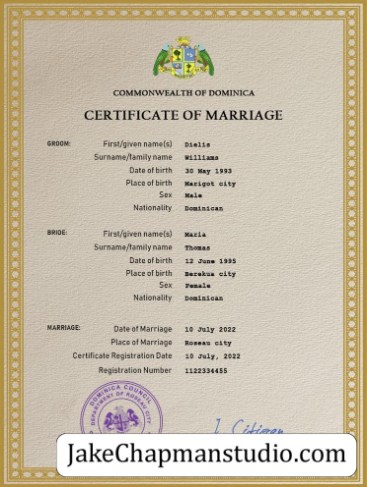 COMMONWEALTH OF DOMINICA
CERTIFICATE OF MARRIAGE
GROOM: First/given name(s) Dielis
Surname/family name Williams
Date of birth 30 May 1993
Place of birth Marigot city
Sex Male
Nationality Dominican
BRIDE: First/given name(s) Maria
Surname/family name Thomas
Date of birth 12 June 1995
Place of birth Berekua city
Sex Female
Nationality Dominican
MARRIAGE: Date of Marriage 10 July 2022
Place of Marriage Roseau city
Certificate Registration Date 10 July, 2022
Registration Number 1122334455
DOMINICA COUNCIL
DEPARTMENT OF ROSEAU CITY
JakeChapmanstudio.com